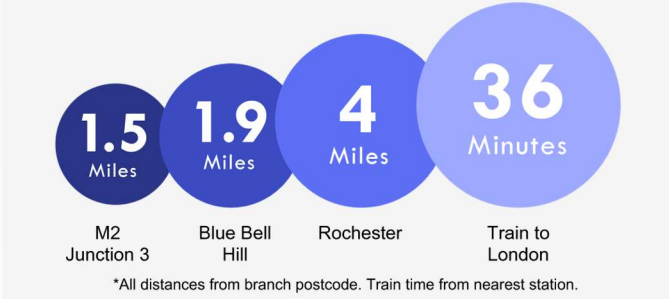 1.5
Miles
1.9
Miles
4
Miles
36
Minutes
M2
Junction 3
Blue Bell
Hill
Rochester
Train to
London
*All distances from branch postcode. Train time from nearest station.